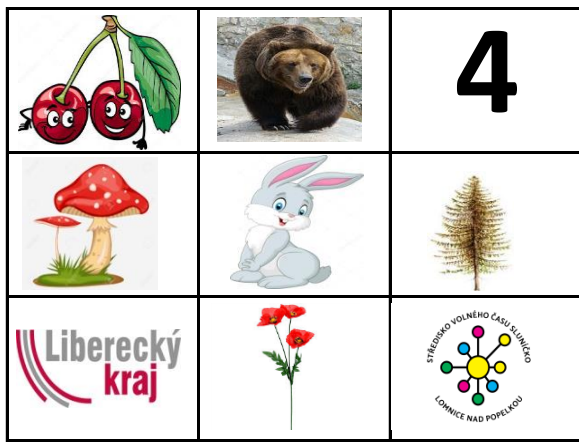 4
Liberecký
kraj
STŘEDISKO VOLNÉHO ČASU SLUNÍČKO
LOMNICE NAD POPELKOU